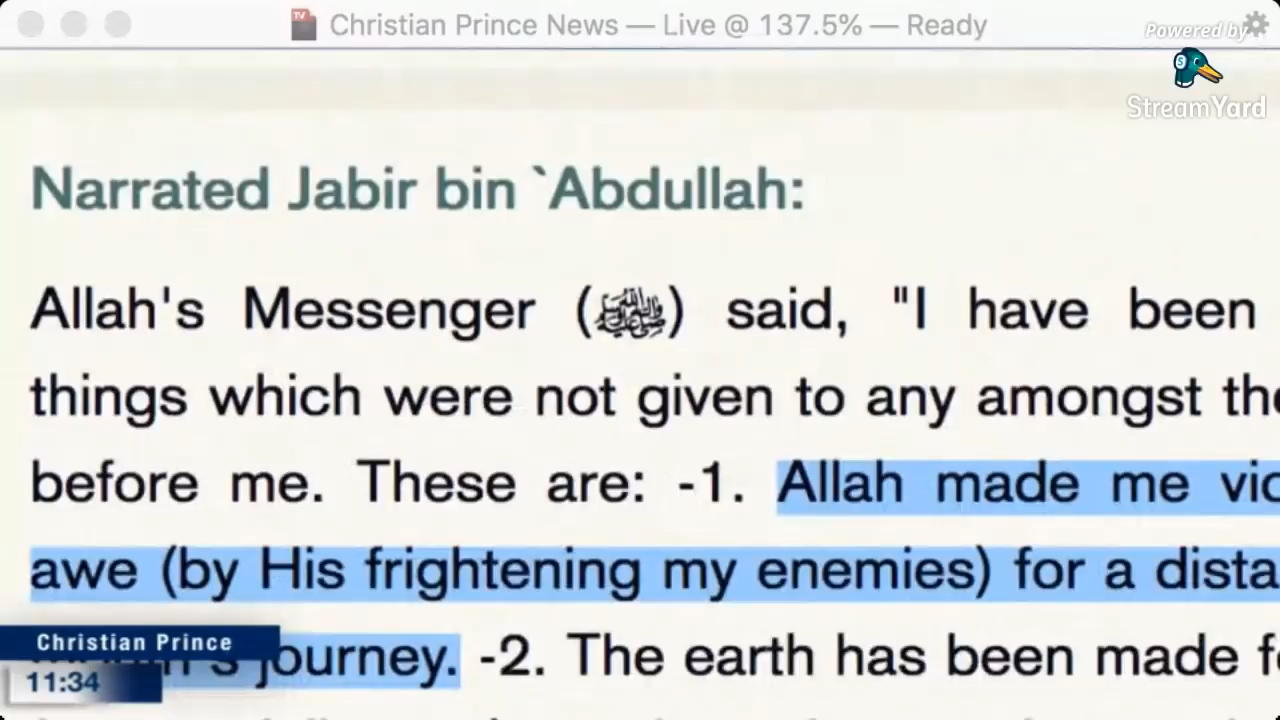 Christian Prince News — Live @ 137.5% — Ready
Powered by
StreamYard
Narrated Jabir bin `Abdullah:
Allah's Messenger (ﷺ) said, "I have been
things which were not given to any amongst the
before me. These are: -1. Allah made me vic
awe (by His frightening my enemies) for a dista
journey. -2. The earth has been made fo
Christian Prince
11:34